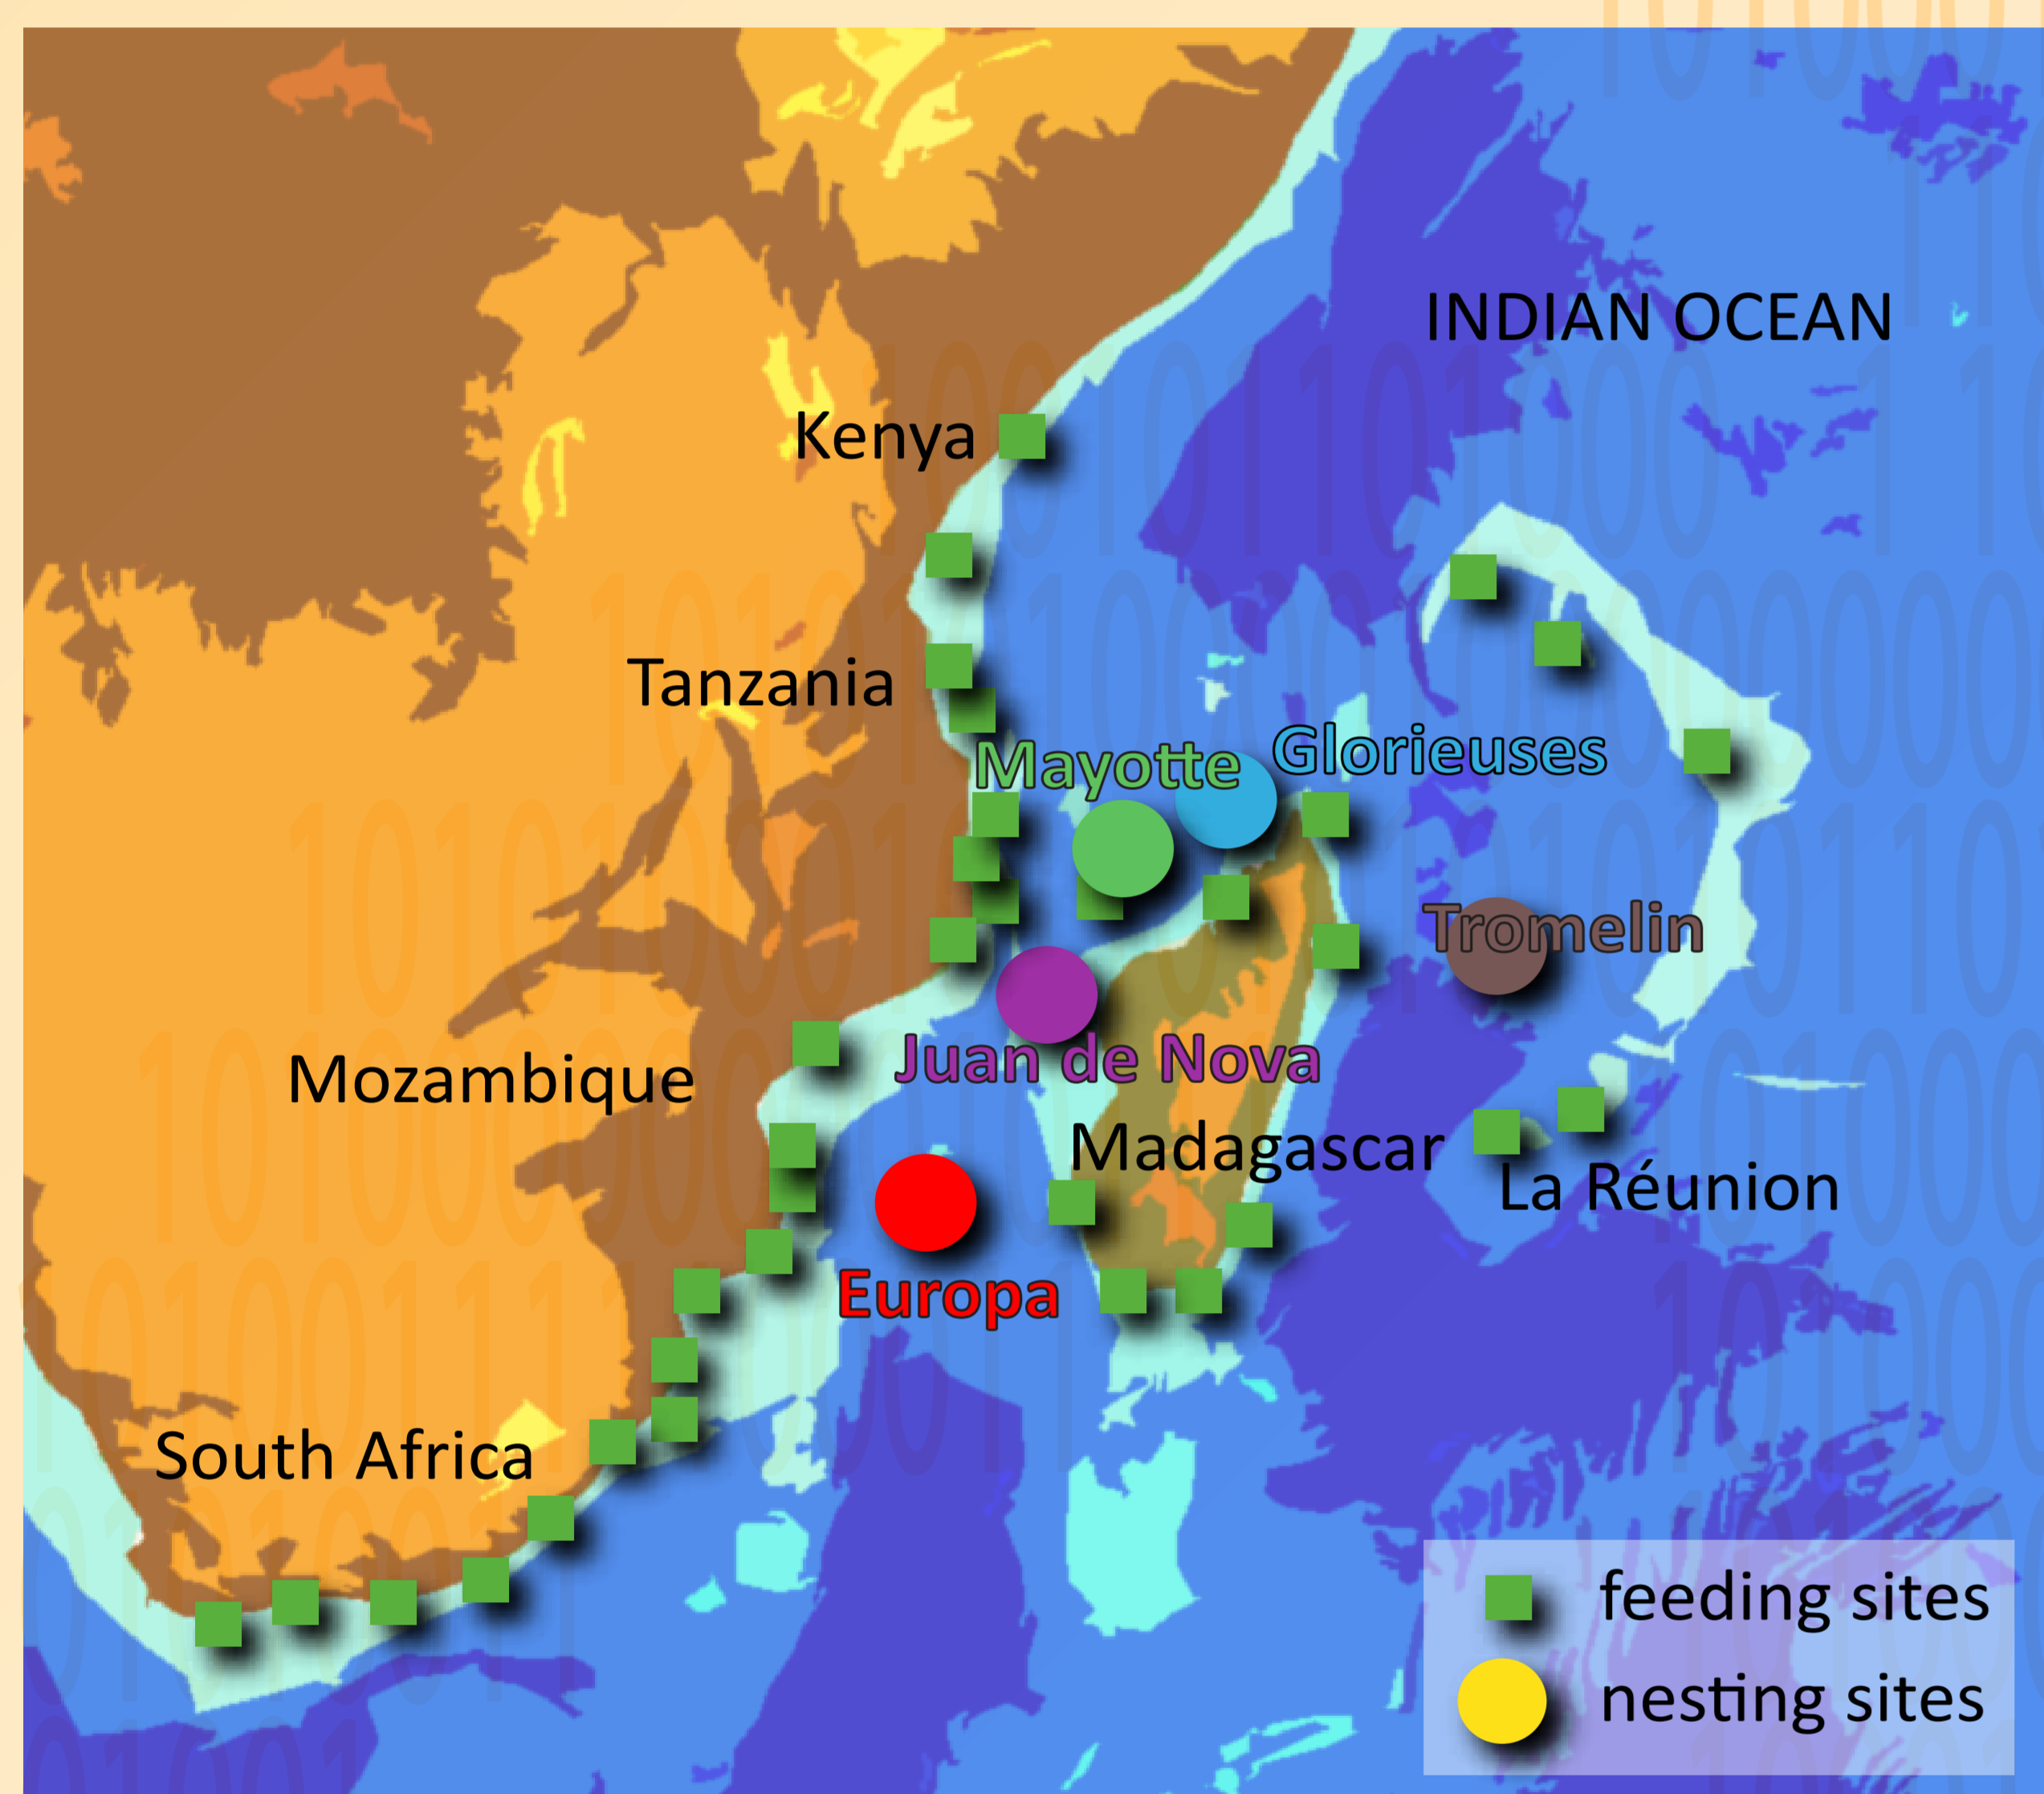 INDIAN OCEAN
Kenya
Tanzania
Mayotte
Glorieuses
Tromelin
Mozambique
Juan de Nova
Madagascar
La Réunion
Europa
South Africa
feeding sites
nesting sites